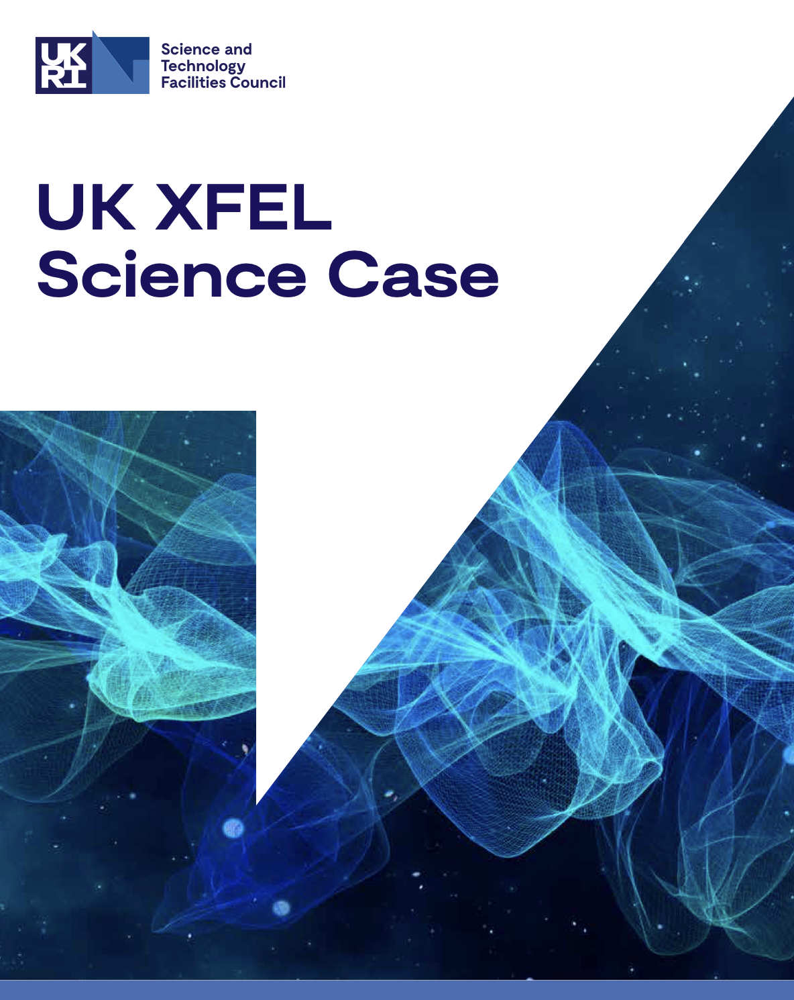 UK
RI
Science and
Technology
Facilities Council
UK XFEL
Science Case